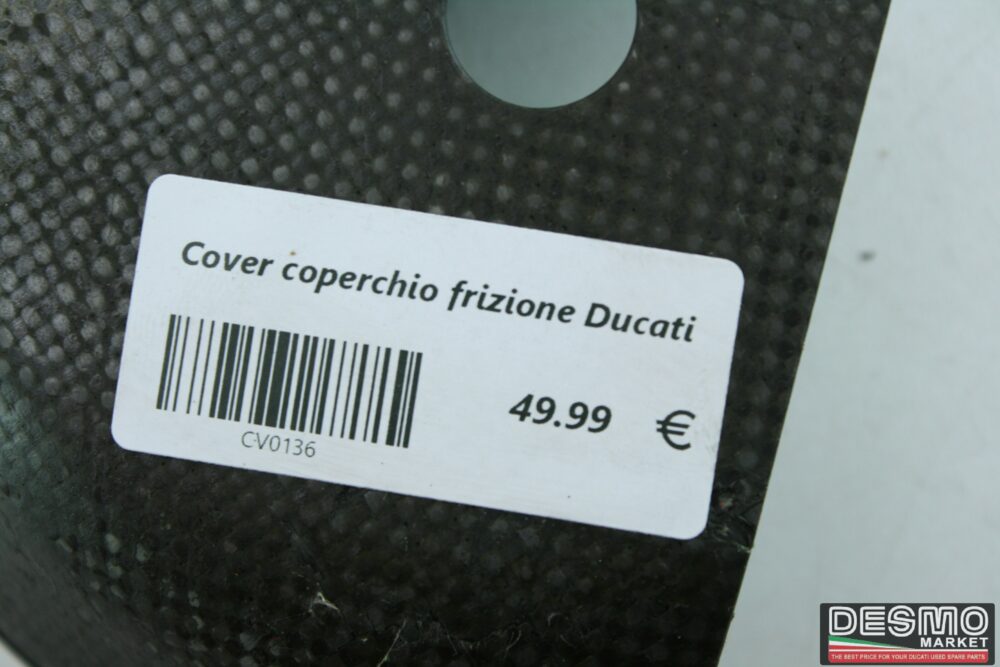 Cover coperchio frizione Ducati
49.99 €
CV0136
DESMO
MARKET
THE BEST PRICE FOR YOUR DUCATI USED SPARE PARTS